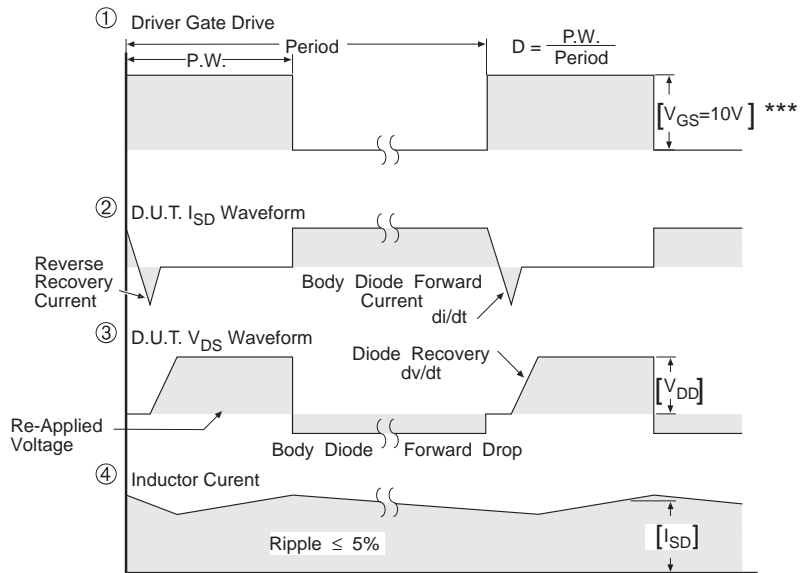 ① Driver Gate Drive
Period
P.W.
D = P.W. / Period
[VGS=10V] ***
② D.U.T. ISD Waveform
Reverse
Recovery
Current
Body Diode Forward
Current
di/dt
③ D.U.T. VDS Waveform
Diode Recovery
dv/dt
[VDD]
Re-Applied
Voltage
Body Diode Forward Drop
④ Inductor Curent
Ripple ≤ 5%
[ISD]